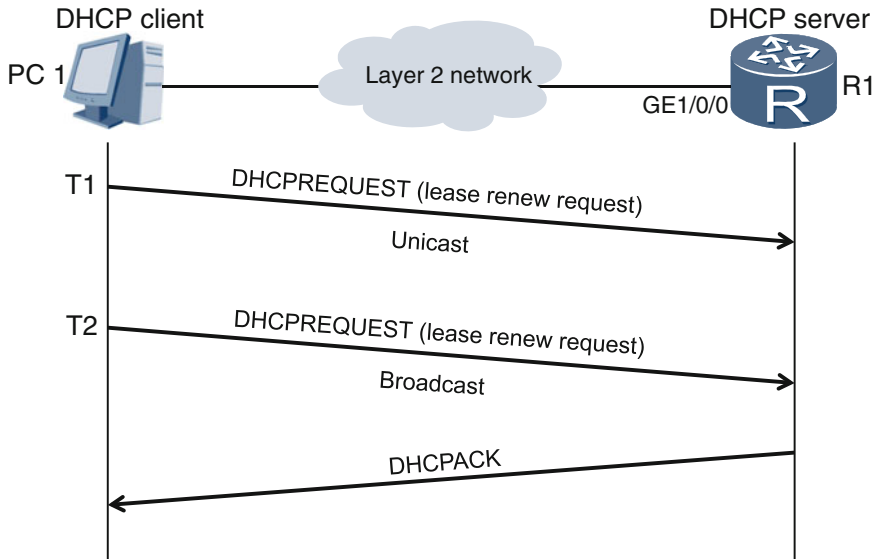 DHCP client
DHCP server
PC 1
Layer 2 network
GE1/0/0
R
R1
T1
DHCPREQUEST (lease renew request)
Unicast
T2
DHCPREQUEST (lease renew request)
Broadcast
DHCPACK